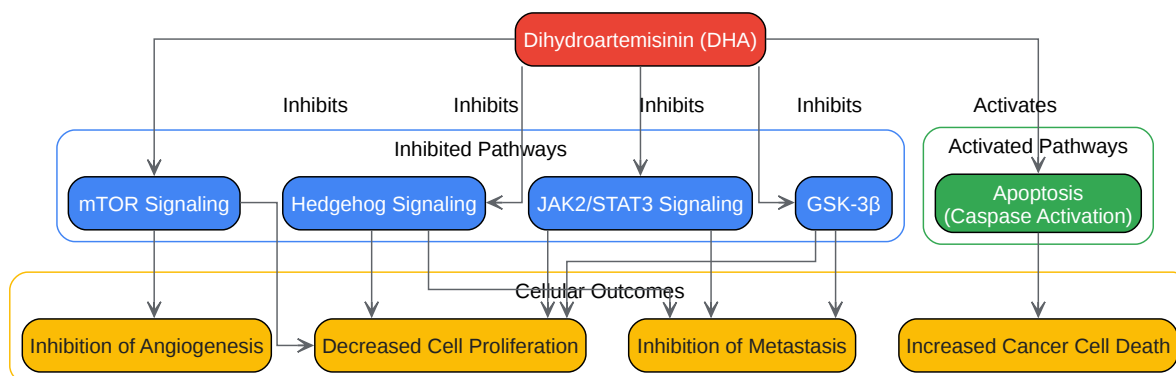 Dihydroartemisinin (DHA)
Inhibits
Inhibits
Inhibits
Inhibits
Activates
Inhibited Pathways
Activated Pathways
mTOR Signaling
Hedgehog Signaling
JAK2/STAT3 Signaling
GSK-3β
Apoptosis
(Caspase Activation)
Cellular Outcomes
Inhibition of Angiogenesis
Decreased Cell Proliferation
Inhibition of Metastasis
Increased Cancer Cell Death